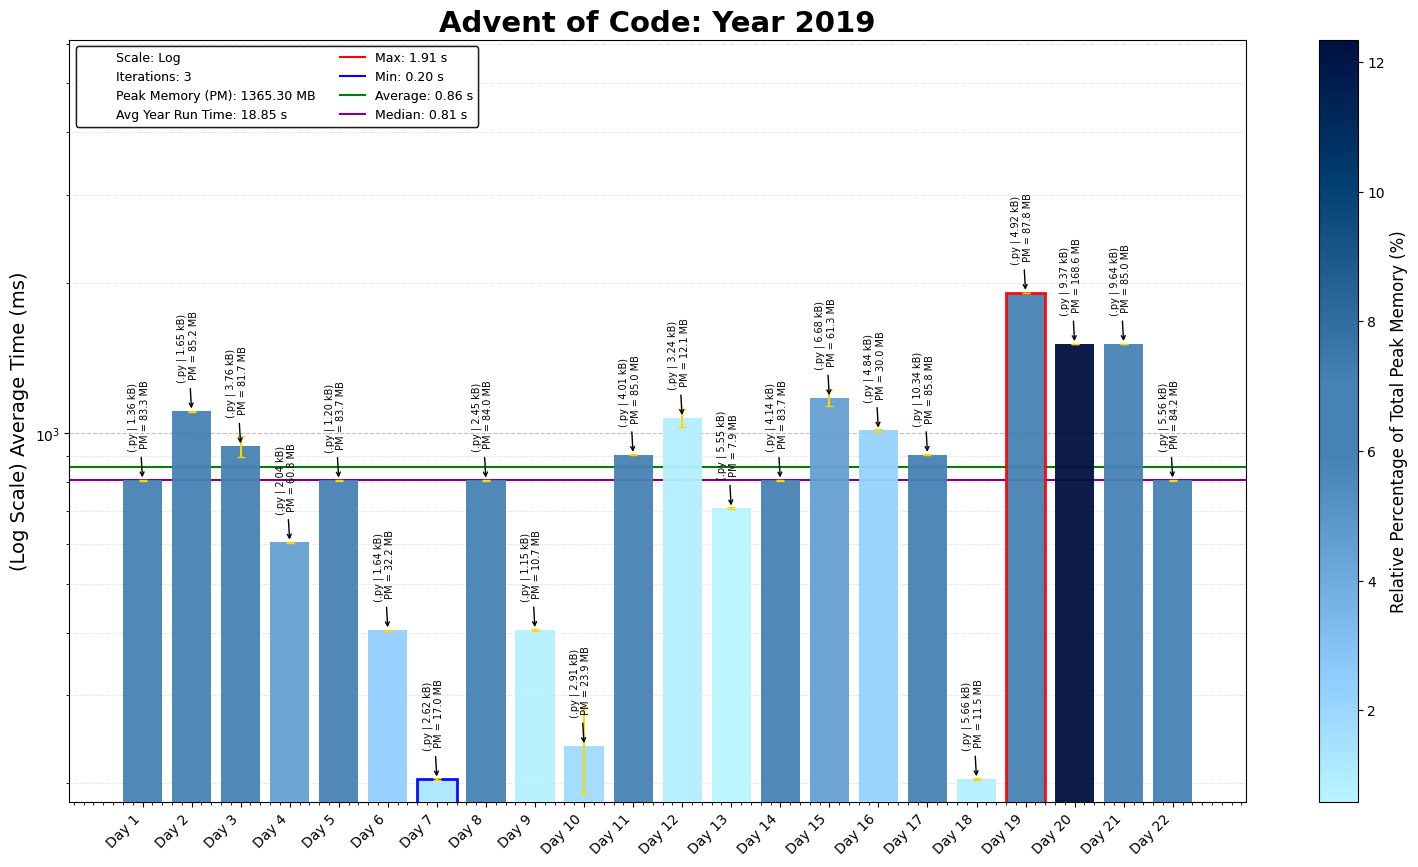 Advent of Code: Year 2019
Scale: Log
Iterations: 3
Peak Memory (PM): 1365.30 MB
Avg Year Run Time: 18.85 s
Max: 1.91 s
Min: 0.20 s
Average: 0.86 s
Median: 0.81 s
(Log Scale) Average Time (ms)
10³
(.py | 1.36 kB)
PM = 83.3 MB
(.py | 1.65 kB)
PM = 85.2 MB
(.py | 3.76 kB)
PM = 81.7 MB
(.py | 2.04 kB)
PM = 60.8 MB
(.py | 1.20 kB)
PM = 83.7 MB
(.py | 1.64 kB)
PM = 32.2 MB
(.py | 2.62 kB)
PM = 17.0 MB
(.py | 2.45 kB)
PM = 84.0 MB
(.py | 1.15 kB)
PM = 10.7 MB
(.py | 2.91 kB)
PM = 23.9 MB
(.py | 4.01 kB)
PM = 85.0 MB
(.py | 3.24 kB)
PM = 12.1 MB
(.py | 5.55 kB)
PM = 7.9 MB
(.py | 4.14 kB)
PM = 83.7 MB
(.py | 6.68 kB)
PM = 61.3 MB
(.py | 4.84 kB)
PM = 30.0 MB
(.py | 10.34 kB)
PM = 85.8 MB
(.py | 5.66 kB)
PM = 11.5 MB
(.py | 4.92 kB)
PM = 87.8 MB
(.py | 9.37 kB)
PM = 168.6 MB
(.py | 9.64 kB)
PM = 85.0 MB
(.py | 5.56 kB)
PM = 84.2 MB
Day 1
Day 2
Day 3
Day 4
Day 5
Day 6
Day 7
Day 8
Day 9
Day 10
Day 11
Day 12
Day 13
Day 14
Day 15
Day 16
Day 17
Day 18
Day 19
Day 20
Day 21
Day 22
12
10
8
6
4
2
Relative Percentage of Total Peak Memory (%)